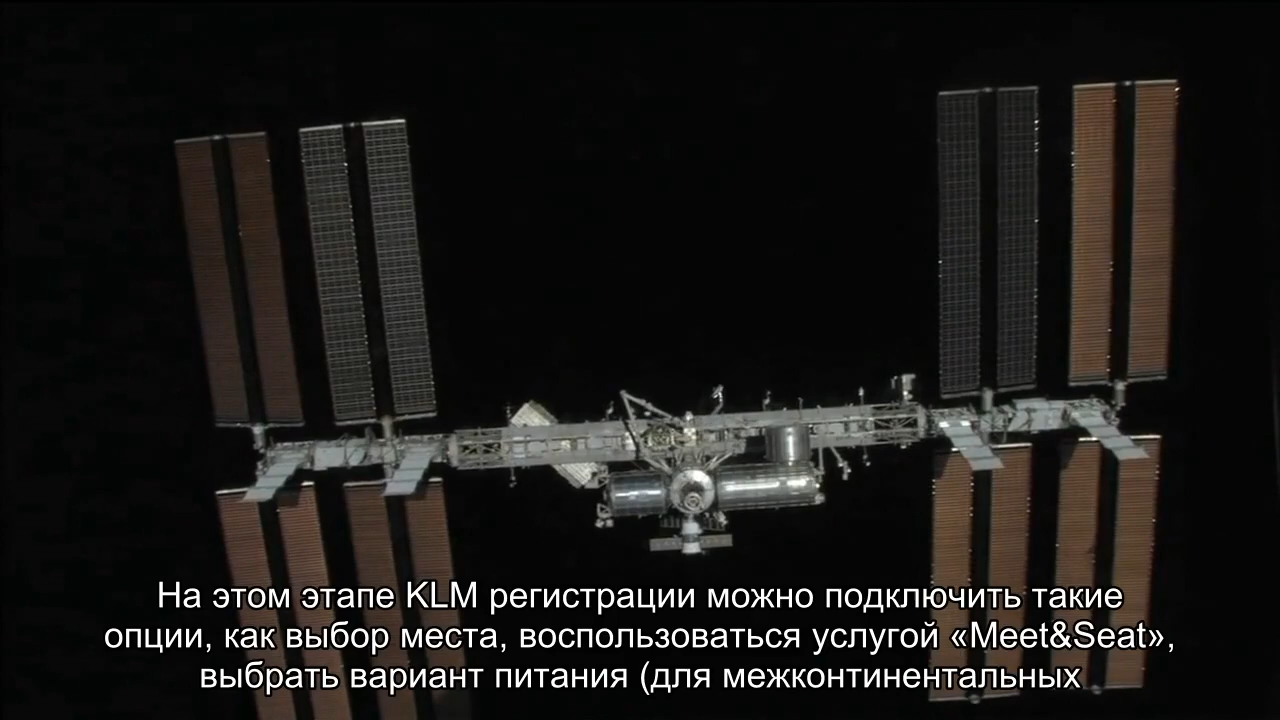 На этом этапе KLM регистрации можно подключить такие
опции, как выбор места, воспользоваться услугой «Meet&Seat»,
выбрать вариант питания (для межконтинентальных